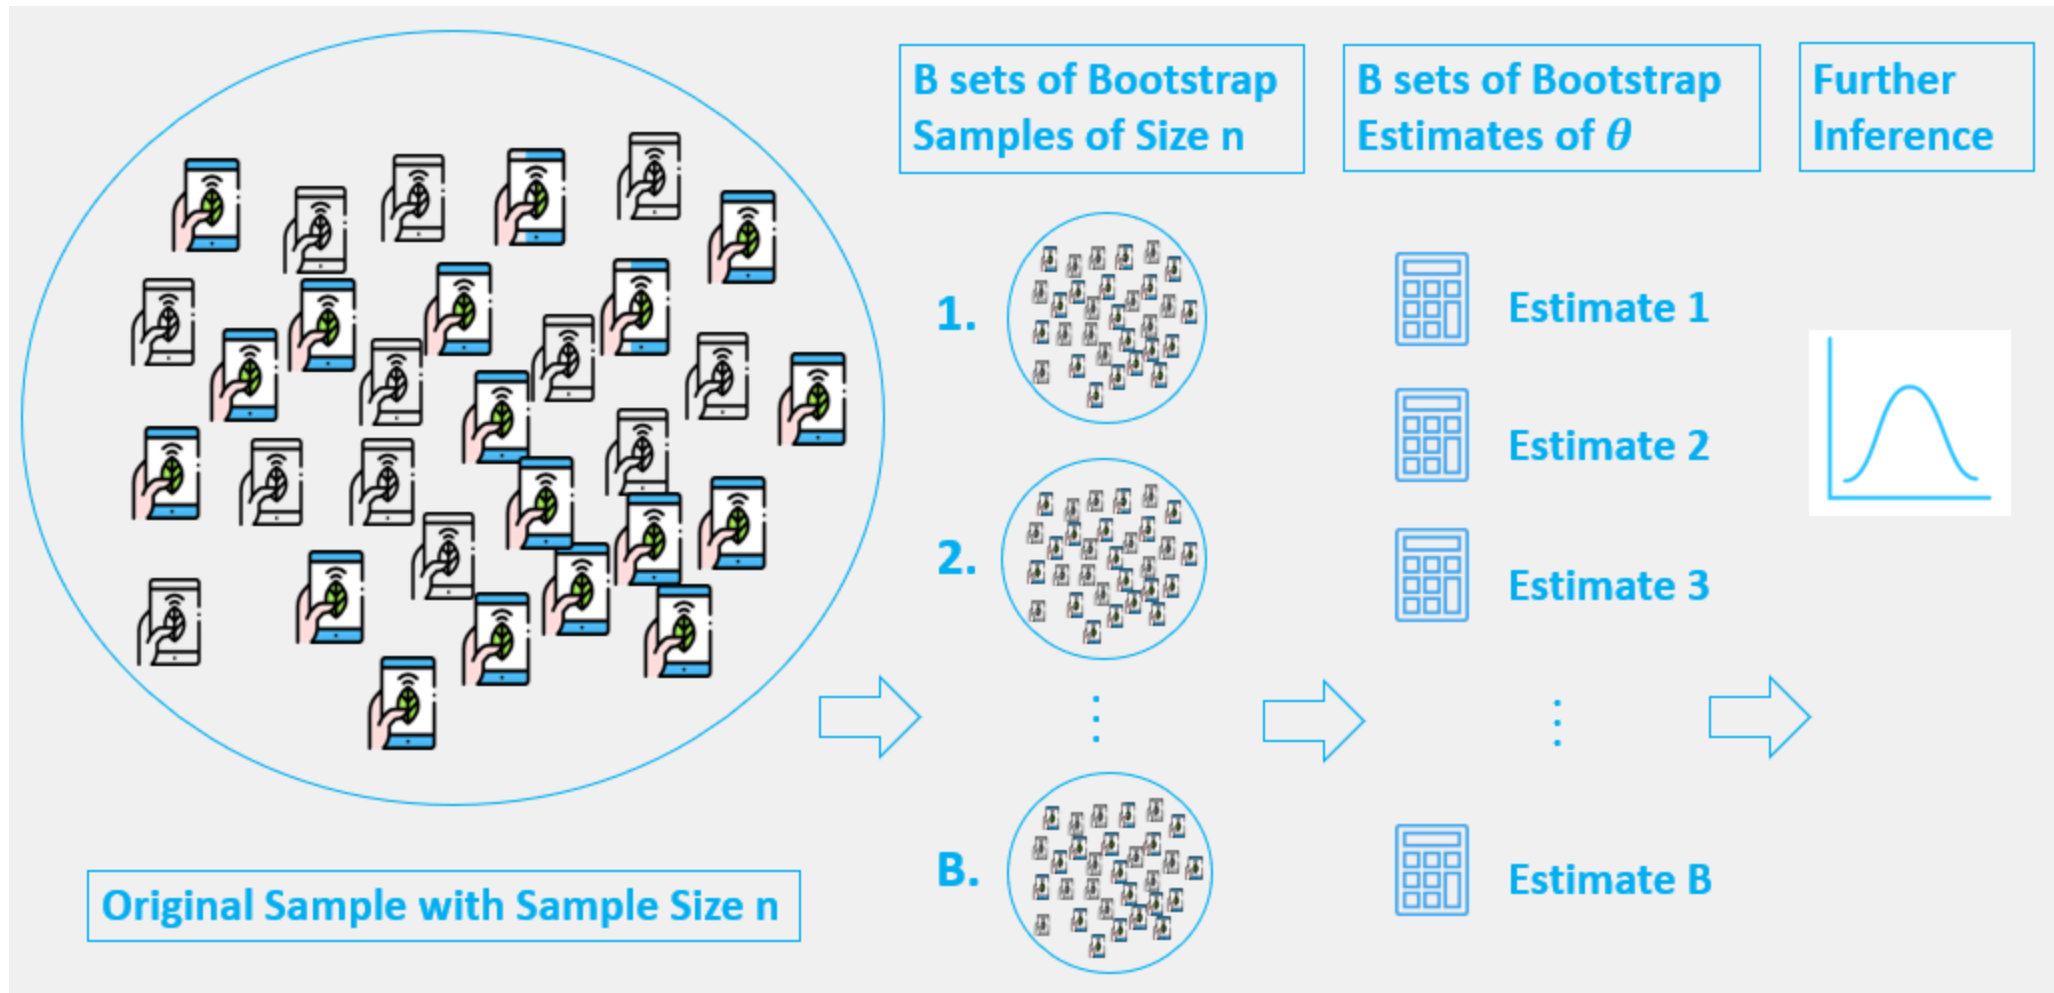 B sets of Bootstrap
Samples of Size n
B sets of Bootstrap
Estimates of θ
Further
Inference
1.
Estimate 1
Estimate 2
2.
Estimate 3
B.
Estimate B
Original Sample with Sample Size n